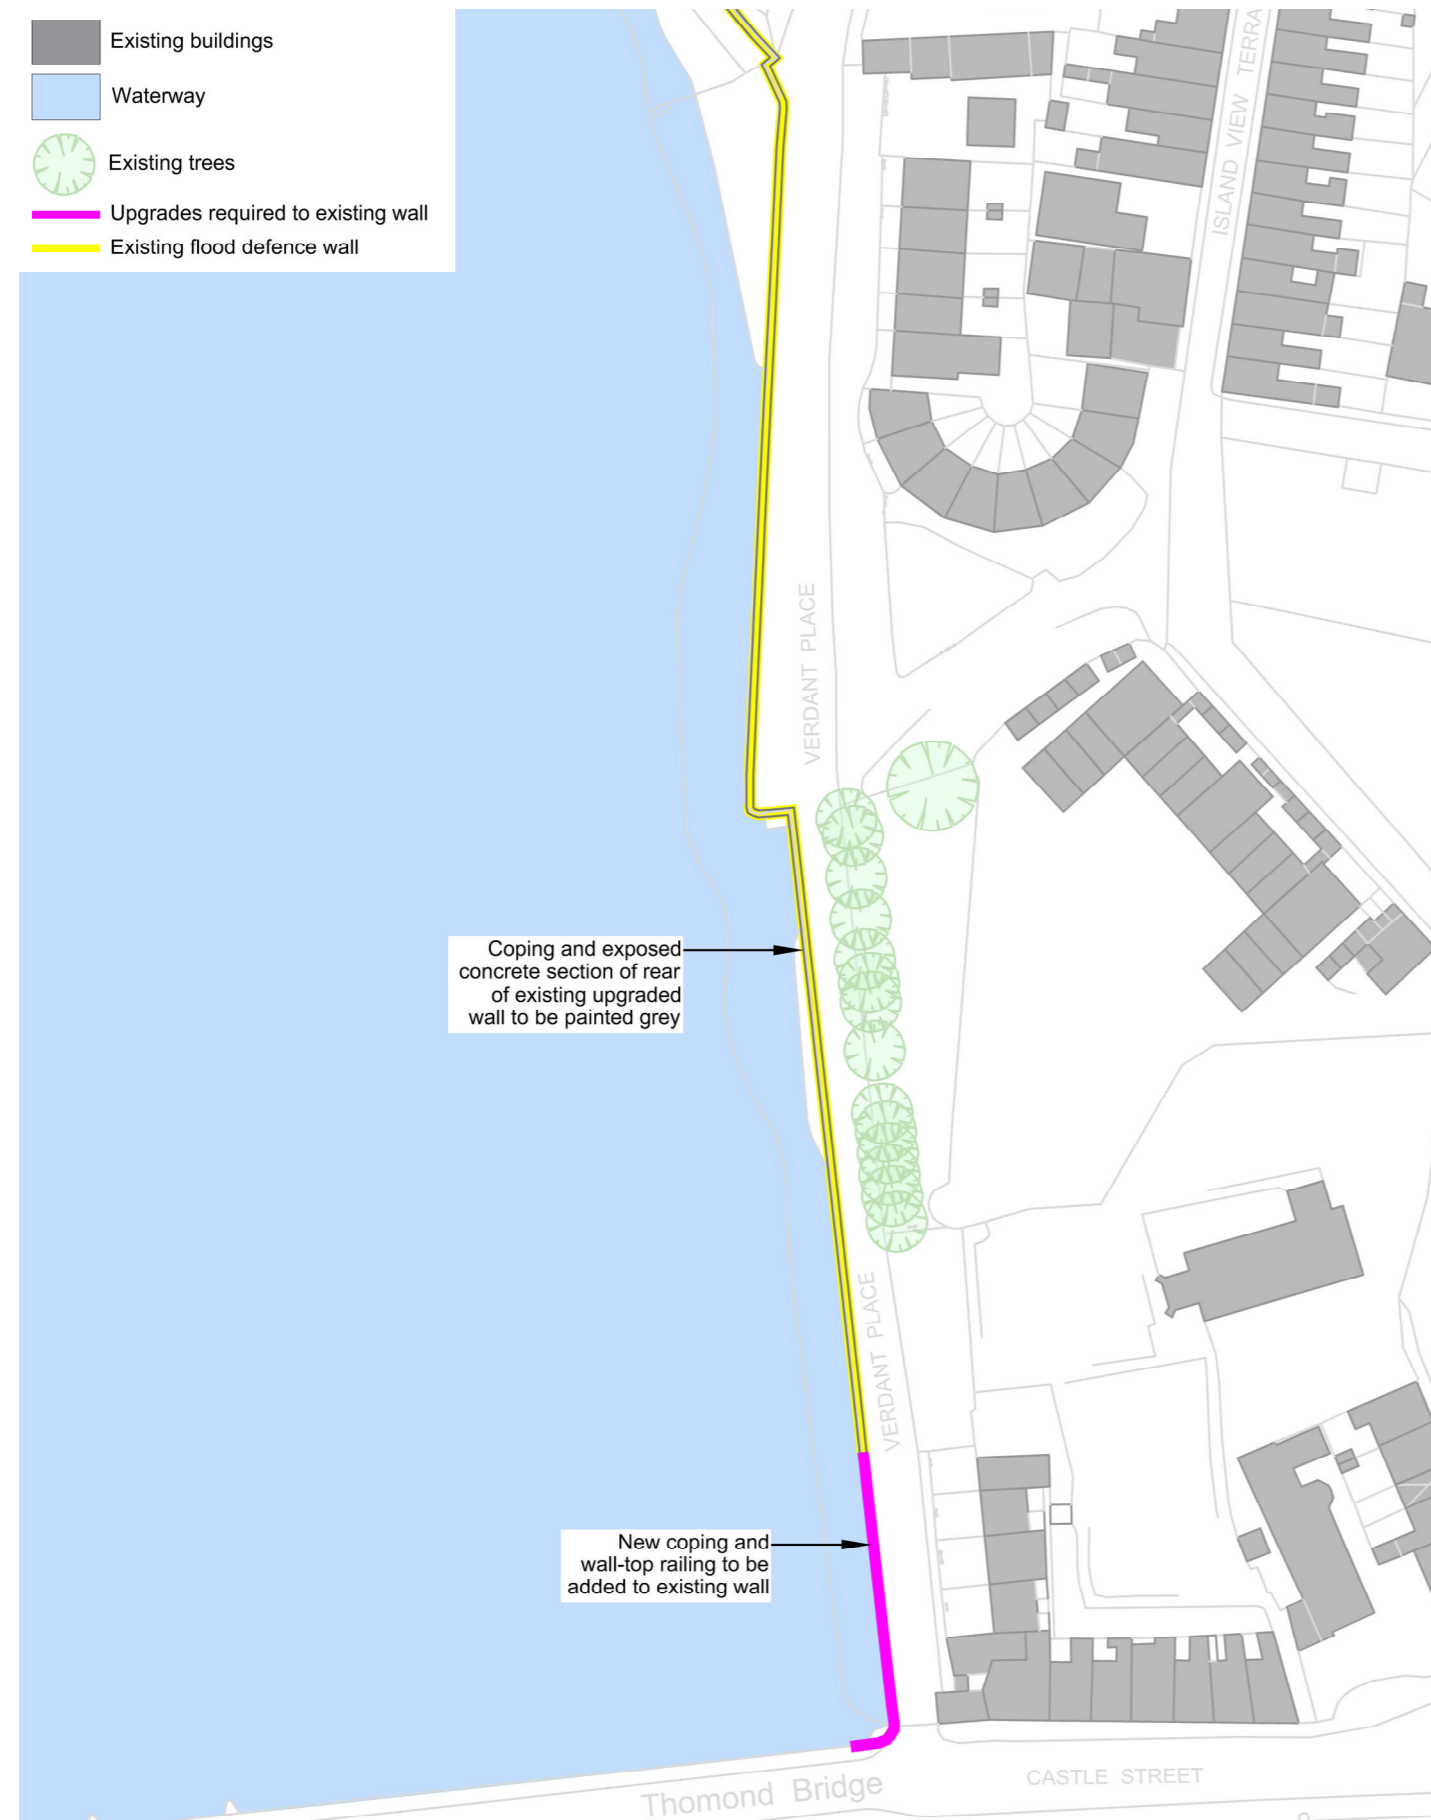 Existing buildings
Waterway
Existing trees
Upgrades required to existing wall
Existing flood defence wall
ISLAND VIEW TERRA
VERDANT PLACE
Coping and exposed
concrete section of rear
of existing upgraded
wall to be painted grey
VERDANT PLACE
New coping and
wall-top railing to be
added to existing wall
Thomond Bridge
CASTLE STREET